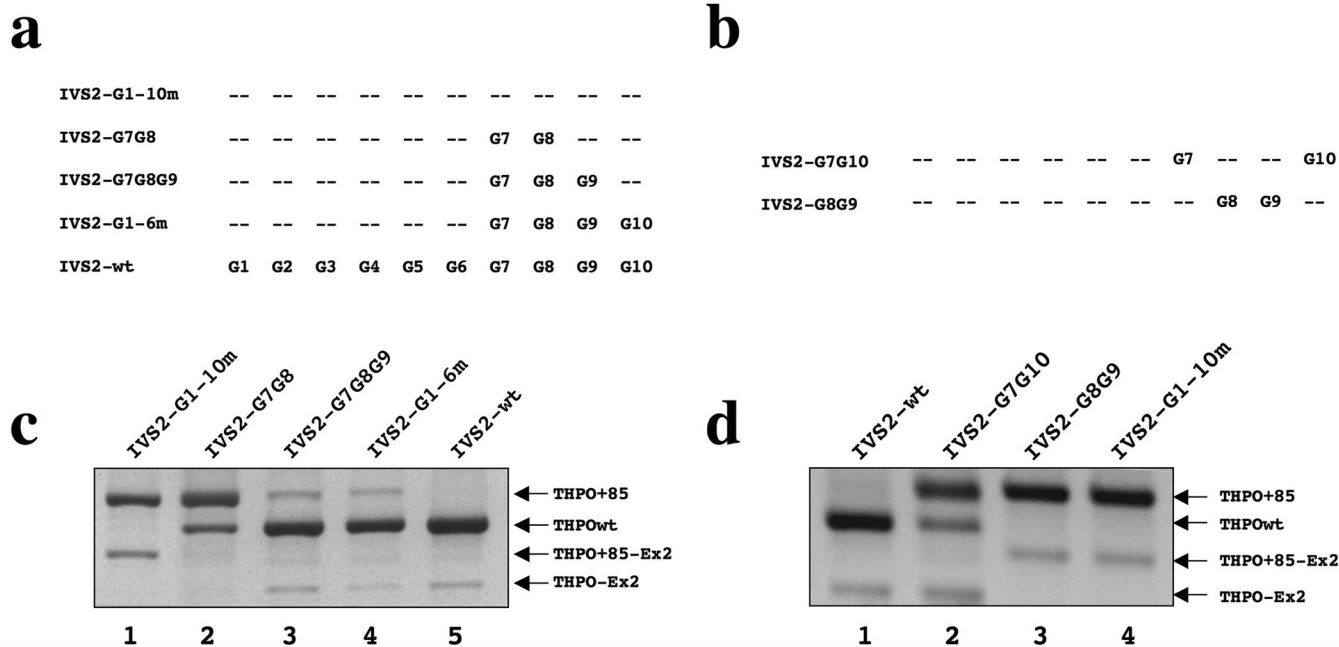 a
IVS2-G1-10m -- -- -- -- -- -- -- -- -- --
IVS2-G7G8 -- -- -- -- -- -- G7 G8 -- --
IVS2-G7G8G9 -- -- -- -- -- -- G7 G8 G9 --
IVS2-G1-6m -- -- -- -- -- -- G7 G8 G9 G10
IVS2-wt G1 G2 G3 G4 G5 G6 G7 G8 G9 G10
b
IVS2-G7G10 -- -- -- -- -- -- G7 -- -- G10
IVS2-G8G9 -- -- -- -- -- -- -- G8 G9 --
c
IVS2-G1-10m
IVS2-G7G8
IVS2-G7G8G9
IVS2-G1-6m
IVS2-wt
THPO+85
THPOwt
THPO+85-Ex2
THPO-Ex2
1 2 3 4 5
d
IVS2-wt
IVS2-G7G10
IVS2-G8G9
IVS2-G1-10m
THPO+85
THPOwt
THPO+85-Ex2
THPO-Ex2
1 2 3 4